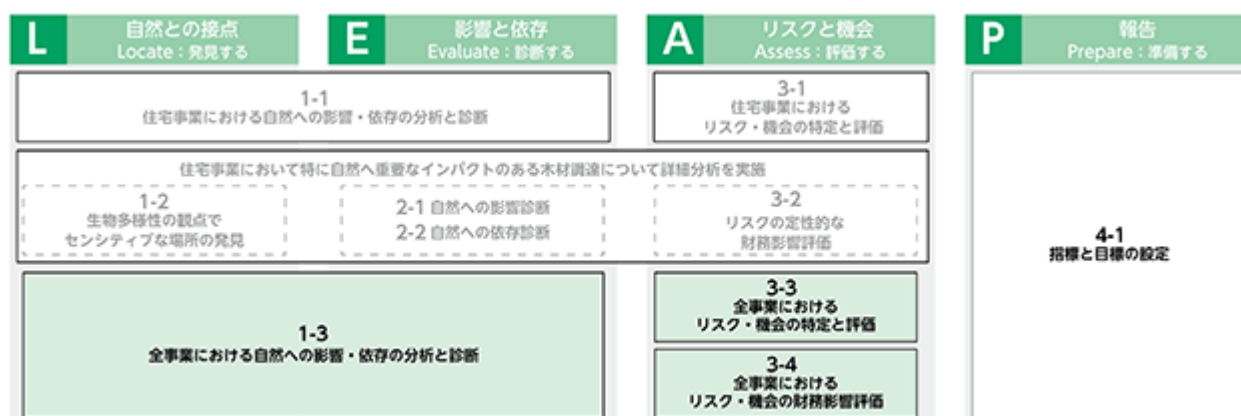 L
自然との接点
Locate：発見する
E
影響と依存
Evaluate：診断する
A
リスクと機会
Assess：評価する
P
報告
Prepare：準備する
1-1
住宅事業における自然への影響・依存の分析と診断
3-1
住宅事業における
リスク・機会の特定と評価
住宅事業において特に自然へ重要なインパクトのある木材調達について詳細分析を実施
1-2
生物多様性の観点で
センシティブな場所の発見
2-1 自然への影響診断
2-2 自然への依存診断
3-2
リスクの定性的な
財務影響評価
4-1
指標と目標の設定
1-3
全事業における自然への影響・依存の分析と診断
3-3
全事業における
リスク・機会の特定と評価
3-4
全事業における
リスク・機会の財務影響評価